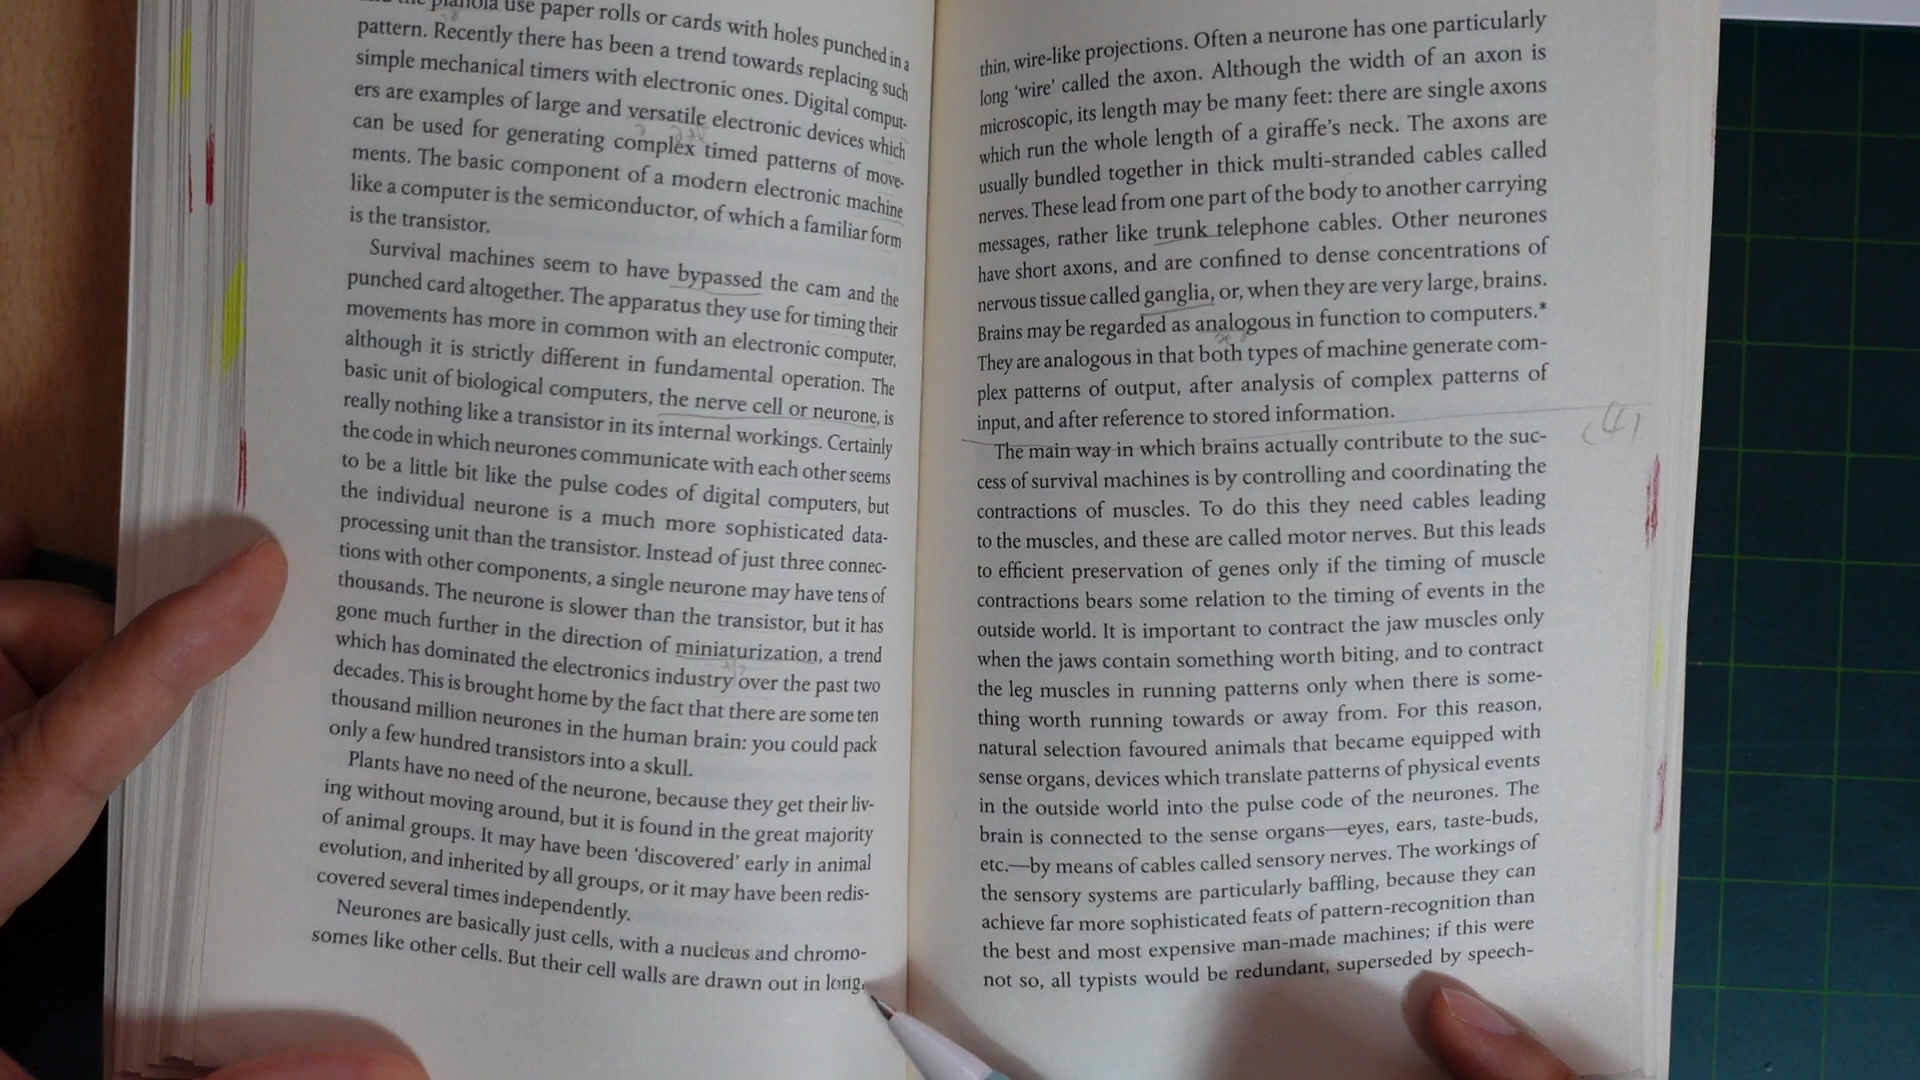 planola use paper rolls or cards with holes punched in a
pattern. Recently there has been a trend towards replacing such
simple mechanical timers with electronic ones. Digital comput-
ers are examples of large and versatile electronic devices which
can be used for generating complex timed patterns of move-
ments. The basic component of a modern electronic machine
like a computer is the semiconductor, of which a familiar form
is the transistor.
Survival machines seem to have bypassed the cam and the
punched card altogether. The apparatus they use for timing their
movements has more in common with an electronic computer,
although it is strictly different in fundamental operation. The
basic unit of biological computers, the nerve cell or neurone, is
really nothing like a transistor in its internal workings. Certainly
the code in which neurones communicate with each other seems
to be a little bit like the pulse codes of digital computers, but
the individual neurone is a much more sophisticated data-
processing unit than the transistor. Instead of just three connec-
tions with other components, a single neurone may have tens of
thousands. The neurone is slower than the transistor, but it has
gone much further in the direction of miniaturization, a trend
which has dominated the electronics industry over the past two
decades. This is brought home by the fact that there are some ten
thousand million neurones in the human brain: you could pack
only a few hundred transistors into a skull.
Plants have no need of the neurone, because they get their liv-
ing without moving around, but it is found in the great majority
of animal groups. It may have been ‘discovered’ early in animal
evolution, and inherited by all groups, or it may have been redis-
covered several times independently.
Neurones are basically just cells, with a nucleus and chromo-
somes like other cells. But their cell walls are drawn out in long,
thin, wire-like projections. Often a neurone has one particularly
long ‘wire’ called the axon. Although the width of an axon is
microscopic, its length may be many feet: there are single axons
which run the whole length of a giraffe’s neck. The axons are
usually bundled together in thick multi-stranded cables called
nerves. These lead from one part of the body to another carrying
messages, rather like trunk telephone cables. Other neurones
have short axons, and are confined to dense concentrations of
nervous tissue called ganglia, or, when they are very large, brains.
Brains may be regarded as analogous in function to computers.*
They are analogous in that both types of machine generate com-
plex patterns of output, after analysis of complex patterns of
input, and after reference to stored information.
(4)
The main way in which brains actually contribute to the suc-
cess of survival machines is by controlling and coordinating the
contractions of muscles. To do this they need cables leading
to the muscles, and these are called motor nerves. But this leads
to efficient preservation of genes only if the timing of muscle
contractions bears some relation to the timing of events in the
outside world. It is important to contract the jaw muscles only
when the jaws contain something worth biting, and to contract
the leg muscles in running patterns only when there is some-
thing worth running towards or away from. For this reason,
natural selection favoured animals that became equipped with
sense organs, devices which translate patterns of physical events
in the outside world into the pulse code of the neurones. The
brain is connected to the sense organs—eyes, ears, taste-buds,
etc.—by means of cables called sensory nerves. The workings of
the sensory systems are particularly baffling, because they can
achieve far more sophisticated feats of pattern-recognition than
the best and most expensive man-made machines; if this were
not so, all typists would be redundant, superseded by speech-